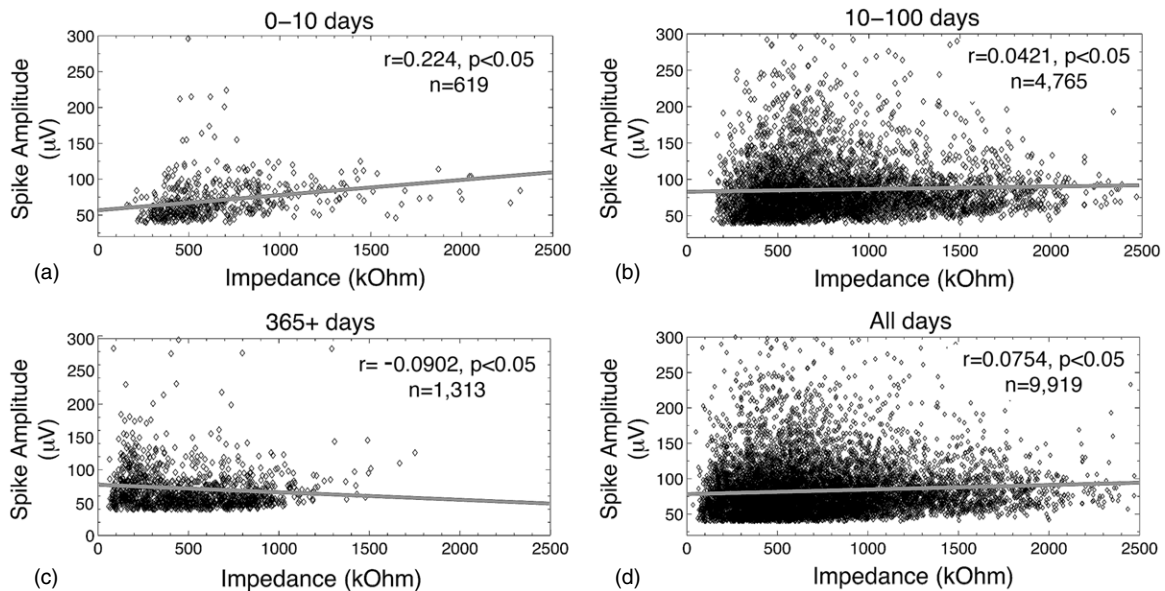 0−10 days
300
250
200
150
100
50
Spike Amplitude
(μV)
r=0.224, p<0.05
n=619
0 500 1000 1500 2000 2500
Impedance (kOhm)
(a)
10−100 days
300
250
200
150
100
50
Spike Amplitude
(μV)
r=0.0421, p<0.05
n=4,765
0 500 1000 1500 2000 2500
Impedance (kOhm)
(b)
365+ days
300
250
200
150
100
50
0
Spike Amplitude
(μV)
r= −0.0902, p<0.05
n=1,313
0 500 1000 1500 2000 2500
Impedance (kOhm)
(c)
All days
300
250
200
150
100
50
Spike Amplitude
(μV)
r=0.0754, p<0.05
n=9,919
0 500 1000 1500 2000 2500
Impedance (kOhm)
(d)